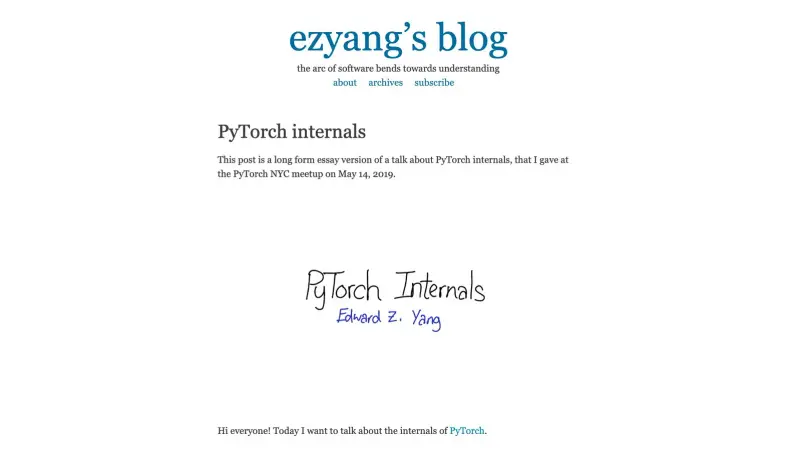 ezyang’s blog
the arc of software bends towards understanding
about archives subscribe
PyTorch internals
This post is a long form essay version of a talk about PyTorch internals, that I gave at
the PyTorch NYC meetup on May 14, 2019.
PyTorch Internals
Edward Z. Yang
Hi everyone! Today I want to talk about the internals of PyTorch.